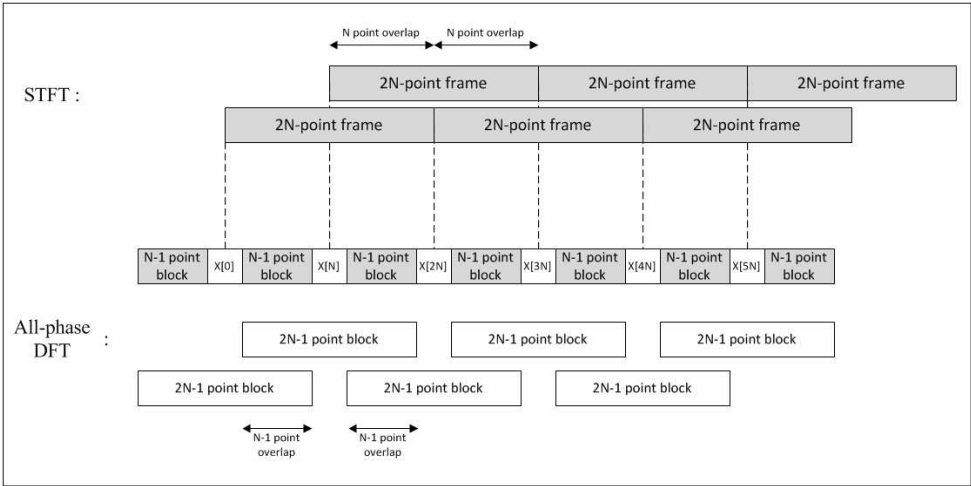 N point overlap N point overlap
STFT :
2N-point frame 2N-point frame 2N-point frame
2N-point frame 2N-point frame 2N-point frame
N-1 point block X[0] N-1 point block X[N] N-1 point block X[2N] N-1 point block X[3N] N-1 point block X[4N] N-1 point block X[5N] N-1 point block
All-phase
DFT :
2N-1 point block 2N-1 point block 2N-1 point block
2N-1 point block 2N-1 point block 2N-1 point block
N-1 point overlap N-1 point overlap